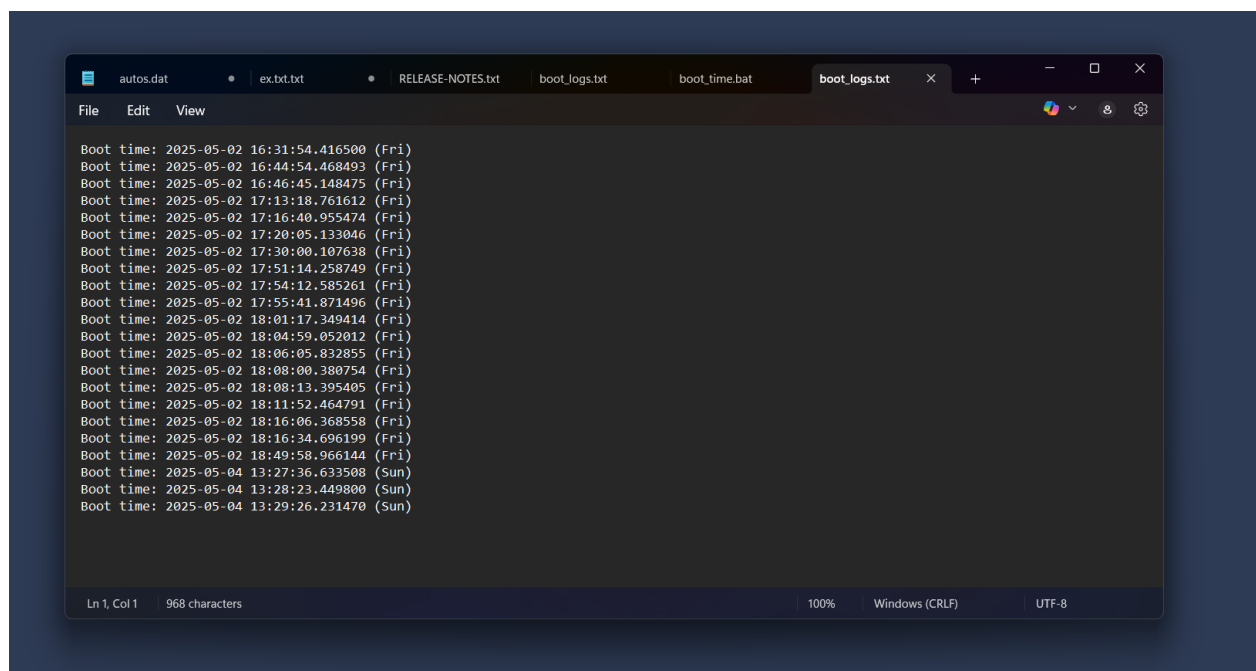 autos.dat
ex.txt.txt
RELEASE-NOTES.txt
boot_logs.txt
boot_time.bat
boot_logs.txt
File Edit View
Boot time: 2025-05-02 16:31:54.416500 (Fri)
Boot time: 2025-05-02 16:44:54.468493 (Fri)
Boot time: 2025-05-02 16:46:45.148475 (Fri)
Boot time: 2025-05-02 17:13:18.761612 (Fri)
Boot time: 2025-05-02 17:16:40.955474 (Fri)
Boot time: 2025-05-02 17:20:05.133046 (Fri)
Boot time: 2025-05-02 17:30:00.107638 (Fri)
Boot time: 2025-05-02 17:51:14.258749 (Fri)
Boot time: 2025-05-02 17:54:12.585261 (Fri)
Boot time: 2025-05-02 17:55:41.871496 (Fri)
Boot time: 2025-05-02 18:01:17.349414 (Fri)
Boot time: 2025-05-02 18:04:59.052012 (Fri)
Boot time: 2025-05-02 18:06:05.832855 (Fri)
Boot time: 2025-05-02 18:08:00.380754 (Fri)
Boot time: 2025-05-02 18:08:13.395405 (Fri)
Boot time: 2025-05-02 18:11:52.464791 (Fri)
Boot time: 2025-05-02 18:16:06.368558 (Fri)
Boot time: 2025-05-02 18:16:34.696199 (Fri)
Boot time: 2025-05-02 18:49:58.966144 (Fri)
Boot time: 2025-05-04 13:27:36.633508 (Sun)
Boot time: 2025-05-04 13:28:23.449800 (Sun)
Boot time: 2025-05-04 13:29:26.231470 (Sun)
Ln 1, Col 1 968 characters 100% Windows (CRLF) UTF-8